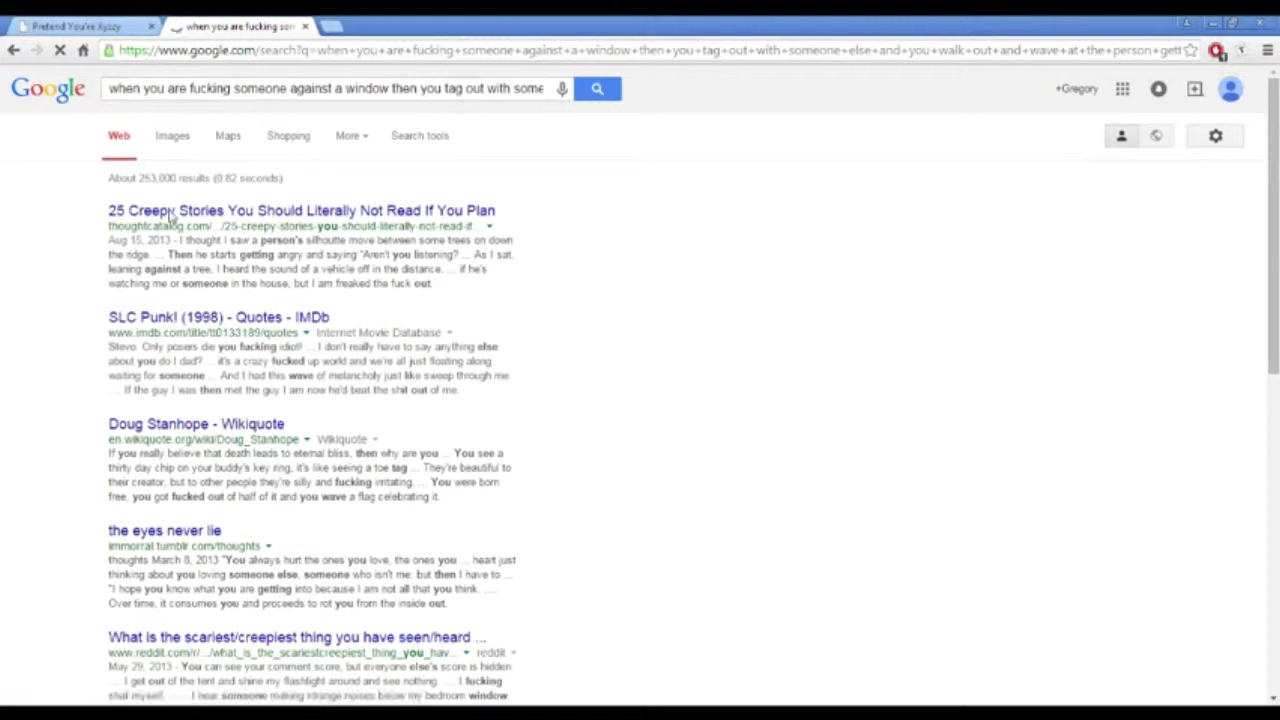 Pretend You're Xyzzy
when you are fucking som
https://www.google.com/search?q=when+you+are+fucking+someone+against+a+window+then+you+tag+out+with+someone+else+and+you+walk+out+and+wave+at+the+person+gett
Google
when you are fucking someone against a window then you tag out with some
+Gregory
Web Images Maps Shopping More Search tools
About 253,000 results (0.82 seconds)
25 Creepy Stories You Should Literally Not Read If You Plan
thoughtcatalog.com/.../25-creepy-stories-you-should-literally-not-read-if...
Aug 15, 2013 - I thought I saw a person's silhoutte move between some trees on down
the ridge. ... Then he starts getting angry and saying "Aren't you listening? ... As I sat,
leaning against a tree, I heard the sound of a vehicle off in the distance. ... if he's
watching me or someone in the house, but I am freaked the fuck out.
SLC Punk! (1998) - Quotes - IMDb
www.imdb.com/title/tt0133189/quotes Internet Movie Database
Stevo: Only posers die you fucking idiot! ... I don't really have to say anything else
about you do I dad? ... it's a crazy fucked up world and we're all just floating along
waiting for someone ... And I had this wave of melancholy just like sweep through me
... If the guy I was then met the guy I am now he'd beat the shit out of me.
Doug Stanhope - Wikiquote
en.wikiquote.org/wiki/Doug_Stanhope Wikiquote
If you really believe that death leads to eternal bliss, then why are you ... You see a
thirty day chip on your buddy's key ring, it's like seeing a toe tag ... They're beautiful to
their creator, but to other people they're silly and fucking irritating. ... You were born
free, you got fucked out of half of it and you wave a flag celebrating it.
the eyes never lie
immorral.tumblr.com/thoughts
thoughts March 8, 2013 "You always hurt the ones you love, the ones you ... heart just
thinking about you loving someone else, someone who isn't me, but then I have to ...
"I hope you know what you are getting into because I am not all that you think. ....
Over time, it consumes you and proceeds to rot you from the inside out.
What is the scariest/creepiest thing you have seen/heard ...
www.reddit.com/r/.../what_is_the_scariestcreepiest_thing_you_hav... reddit
May 29, 2013 - You can see your comment score, but everyone else's score is hidden
... I get out of the tent and shine my flashlight around and see nothing. ... I fucking
shat myself. ... I hear someone making strange noises below my bedroom window